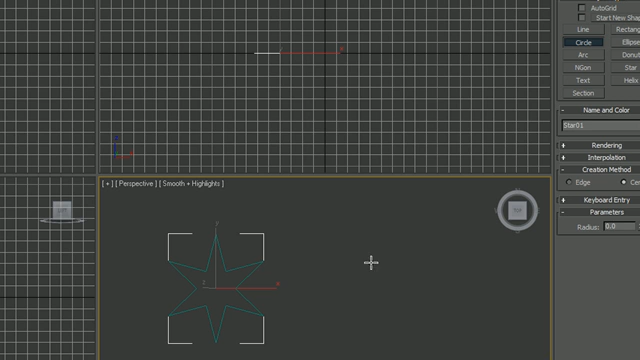 AutoGrid
Start New Sha
Line
Rectang
Circle
Ellipse
Arc
Donut
NGon
Star
Text
Helix
Section
- Name and Color
Star01
+ Rendering
+ Interpolation
- Creation Method
Edge
Cen
+ Keyboard Entry
- Parameters
Radius: 0.0
[ + ] [ Perspective ] [ Smooth + Highlights ]